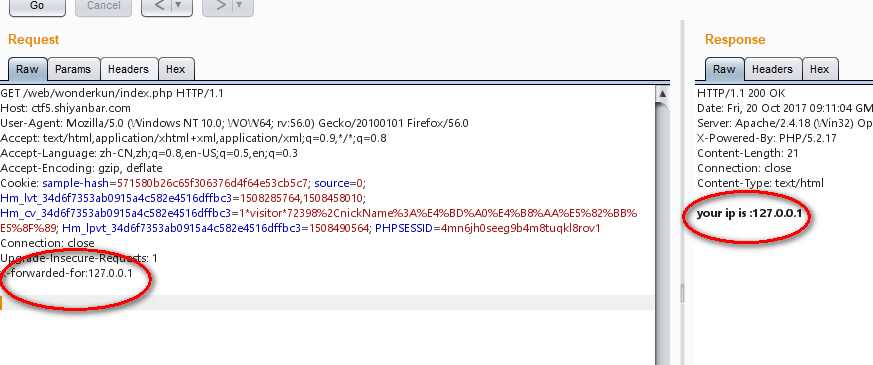 Go Cancel < >
Request
Raw Params Headers Hex
GET /web/wonderkun/index.php HTTP/1.1
Host: ctf5.shiyanbar.com
User-Agent: Mozilla/5.0 (Windows NT 10.0; WOW64; rv:56.0) Gecko/20100101 Firefox/56.0
Accept: text/html,application/xhtml+xml,application/xml;q=0.9,*/*;q=0.8
Accept-Language: zh-CN,zh;q=0.8,en-US;q=0.5,en;q=0.3
Accept-Encoding: gzip, deflate
Cookie: sample-hash=571580b26c65f306376d4f64e53cb5c7; source=0;
Hm_lvt_34d6f7353ab0915a4c582e4516dffbc3=1508285764,1508458010;
Hm_cv_34d6f7353ab0915a4c582e4516dffbc3=1*visitor*72398%2CnickName%3A%E4%BD%A0%E4%B8%AA%E5%82%BB%
E5%8F%89; Hm_lpvt_34d6f7353ab0915a4c582e4516dffbc3=1508490564; PHPSESSID=4mn6jh0seeg9b4m8tuqkl8rov1
Connection: close
Upgrade-Insecure-Requests: 1
-forwarded-for:127.0.0.1
Response
Raw Headers Hex
HTTP/1.1 200 OK
Date: Fri, 20 Oct 2017 09:11:04 GM
Server: Apache/2.4.18 (Win32) Op
X-Powered-By: PHP/5.2.17
Content-Length: 21
Connection: close
Content-Type: text/html
your ip is :127.0.0.1